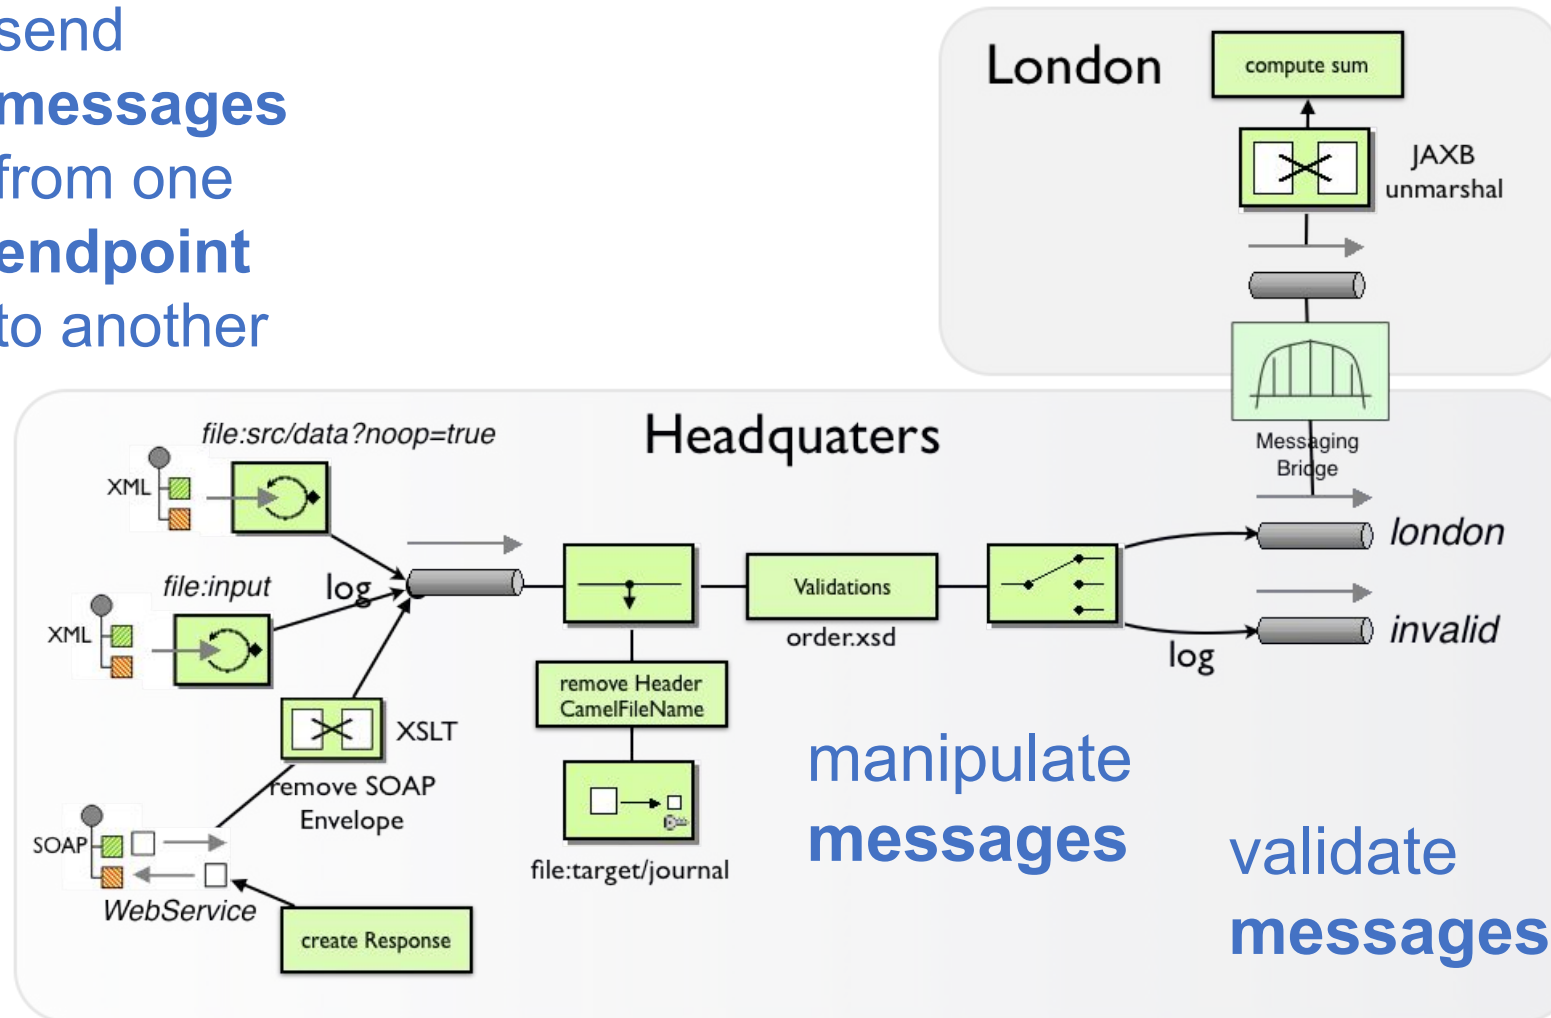 send
messages
from one
endpoint
to another
London
compute sum
JAXB
unmarshal
Headquaters
Messaging
Bridge
file:src/data?noop=true
XML
file:input
log
XML
Validations
order.xsd
london
invalid
log
remove Header
CamelFileName
XSLT
remove SOAP
Envelope
SOAP
WebService
create Response
file:target/journal
manipulate
messages
validate
messages